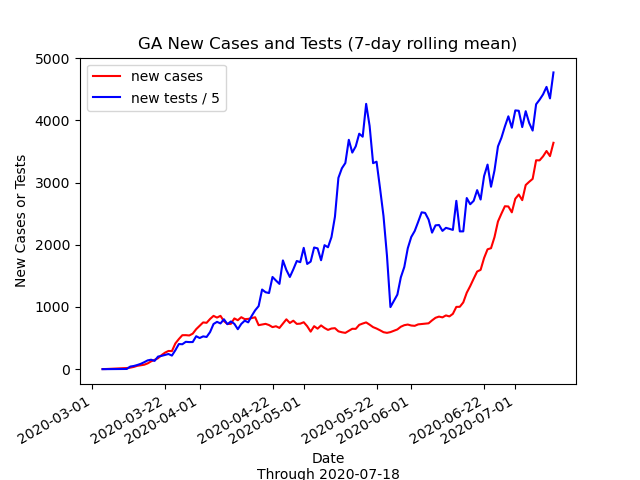 GA New Cases and Tests (7-day rolling mean)
new cases
new tests / 5
New Cases or Tests
5000
4000
3000
2000
1000
0
2020-03-01
2020-03-22
2020-04-01
2020-04-22
2020-05-01
2020-05-22
2020-06-01
2020-06-22
2020-07-01
Date
Through 2020-07-18